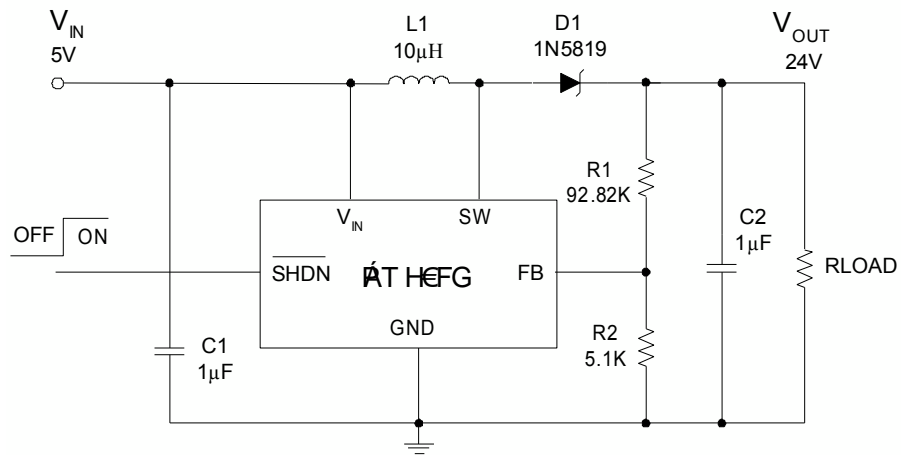 VIN
5V
L1
10μH
D1
1N5819
VOUT
24V
R1
92.82K
C2
1μF
RLOAD
OFF
ON
VIN
SW
SHDN
FB
GND
R2
5.1K
C1
1μF